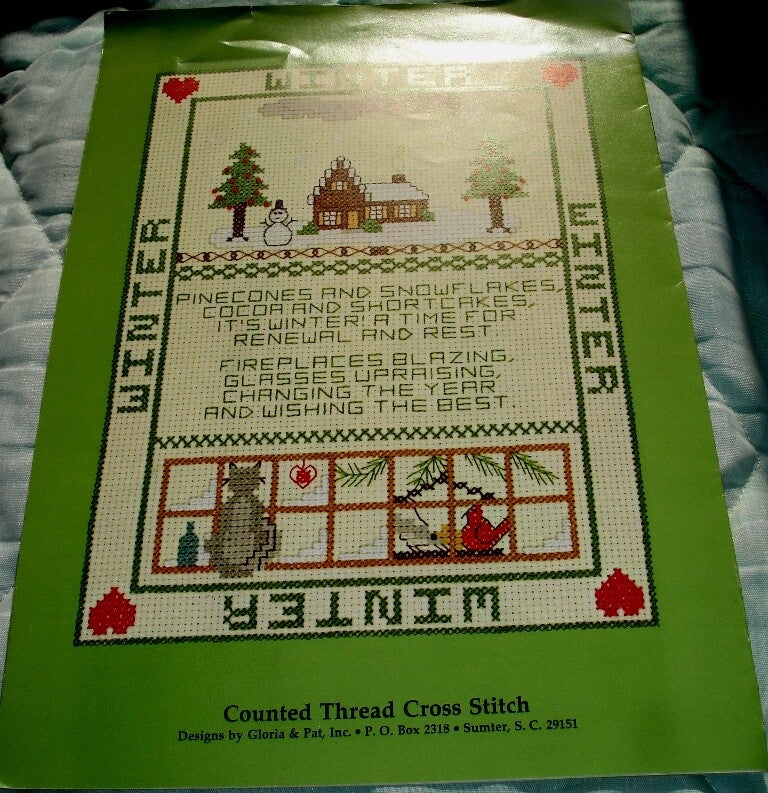 WINTER
WINTER
WINTER
PINECONES AND SNOWFLAKES,
COCOA AND SHORTCAKES,
IT'S WINTER! A TIME FOR
RENEWAL AND REST
FIREPLACES BLAZING,
GLASSES UPRAISING,
CHANGING THE YEAR
AND WISHING THE BEST.
WINTER
Counted Thread Cross Stitch
Designs by Gloria & Pat, Inc. • P. O. Box 2318 • Sumter, S. C. 29151